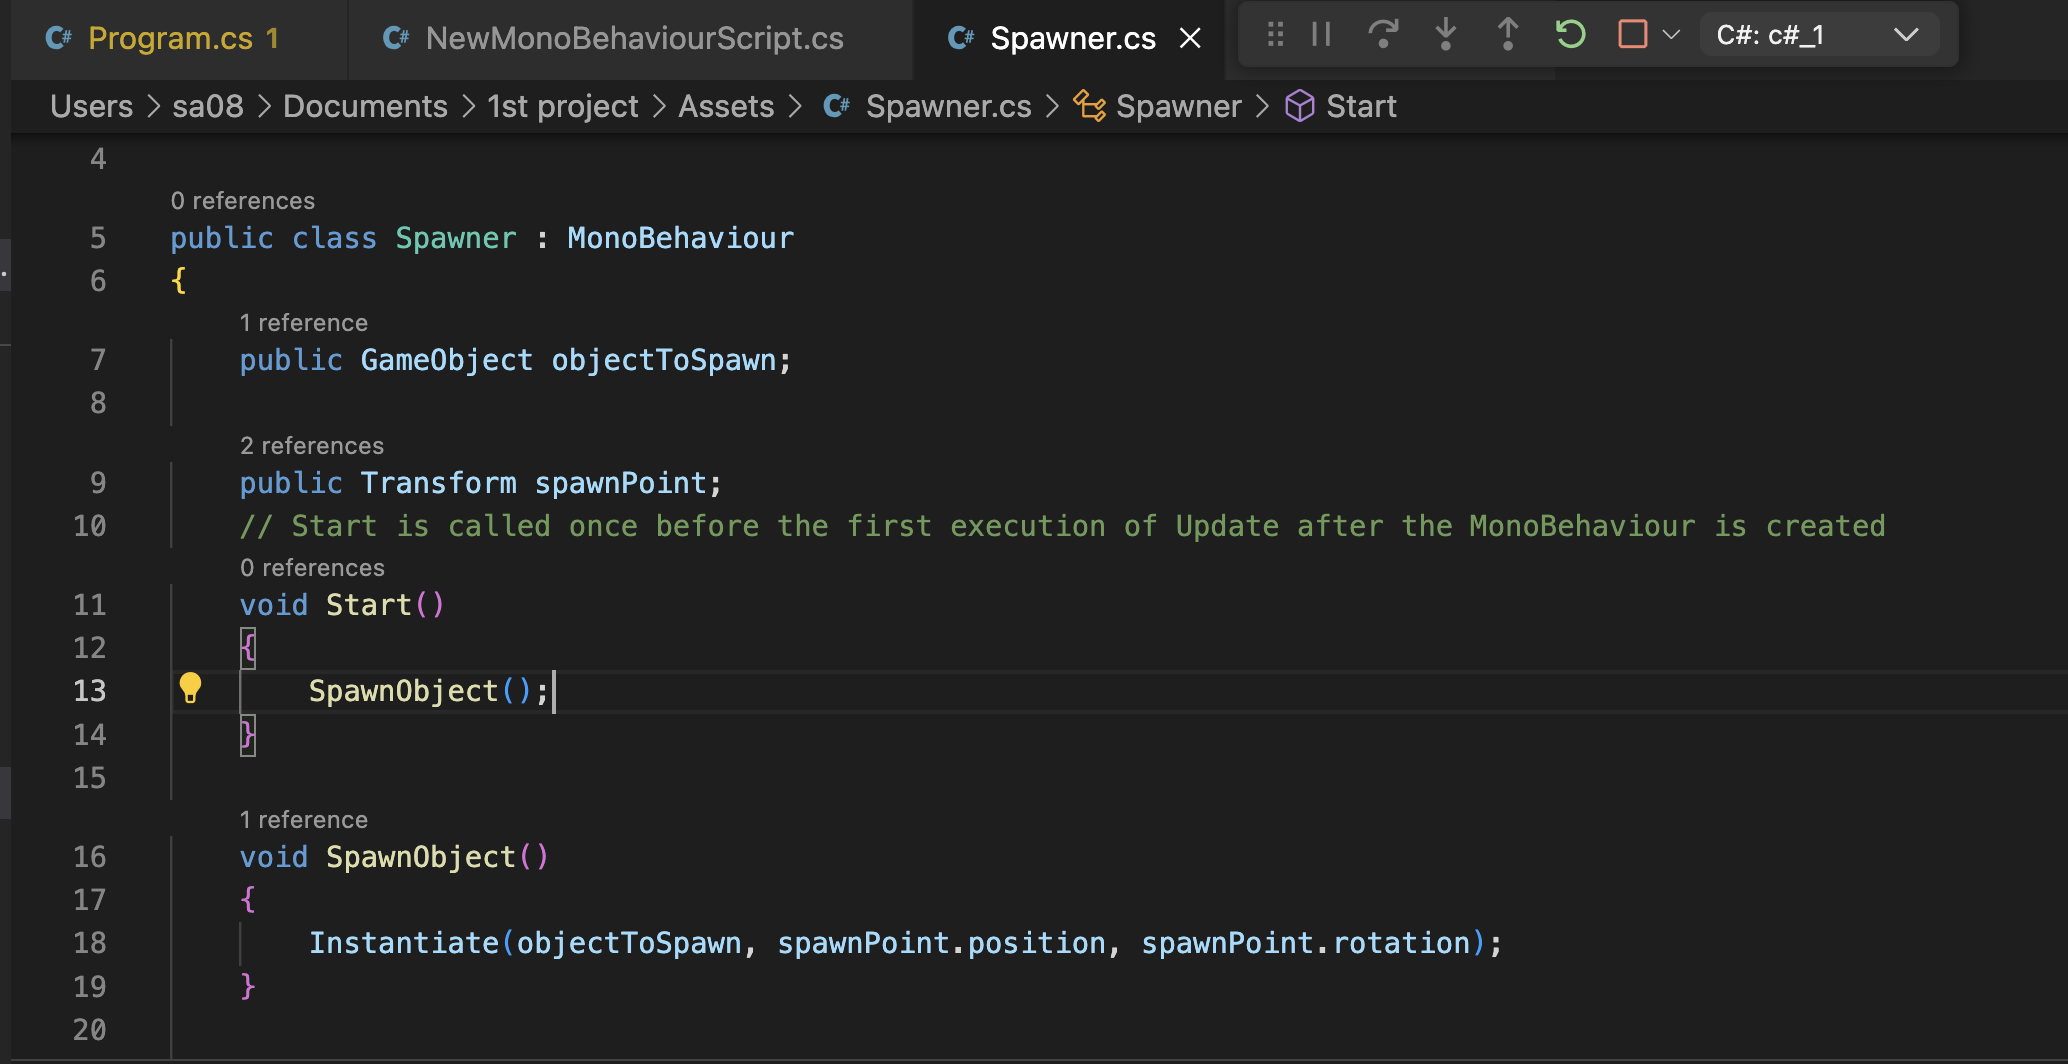 Program.cs 1 NewMonoBehaviourScript.cs Spawner.cs C#: c#_1
Users > sa08 > Documents > 1st project > Assets > Spawner.cs > Spawner > Start
4
0 references
5 public class Spawner : MonoBehaviour
6 {
1 reference
7 public GameObject objectToSpawn;
8
2 references
9 public Transform spawnPoint;
10 // Start is called once before the first execution of Update after the MonoBehaviour is created
0 references
11 void Start()
12 {
13 SpawnObject();
14 }
15
1 reference
16 void SpawnObject()
17 {
18 Instantiate(objectToSpawn, spawnPoint.position, spawnPoint.rotation);
19 }
20